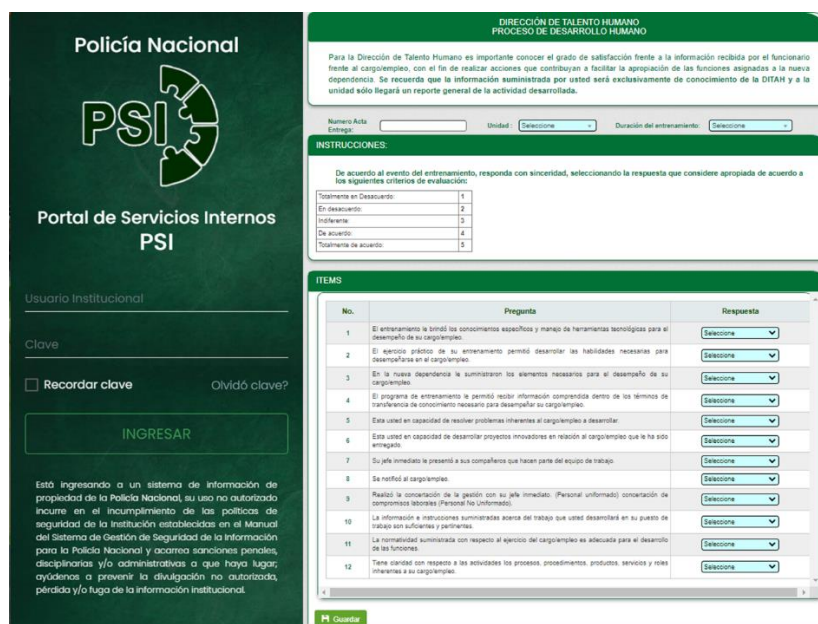 Policía Nacional
PSI
Portal de Servicios Internos
PSI
Usuario Institucional
Clave
Recordar clave
Olvidó clave?
INGRESAR
Está ingresando a un sistema de información de
propiedad de la Policía Nacional, su uso no autorizado
incurre en el incumplimiento de las políticas de
seguridad de la Institución establecidas en el Manual
del Sistema de Gestión de Seguridad de la Información
para la Policía Nacional y acarrea sanciones penales,
disciplinarias y/o administrativas a que haya lugar;
ayúdenos a prevenir la divulgación no autorizada,
pérdida y/o fuga de la información institucional.
DIRECCIÓN DE TALENTO HUMANO
PROCESO DE DESARROLLO HUMANO
Para la Dirección de Talento Humano es importante conocer el grado de satisfacción frente a la información recibida por el funcionario
frente al cargo/empleo, con el fin de realizar acciones que contribuyan a facilitar la apropiación de las funciones asignadas a la nueva
dependencia. Se recuerda que la información suministrada por usted será exclusivamente de conocimiento de la DITAH y a la
unidad sólo llegará un reporte general de la actividad desarrollada.
Numero Acta
Entrega:
Unidad : Seleccione
Duración del entrenamiento: Seleccione
INSTRUCCIONES:
De acuerdo al evento del entrenamiento, responda con sinceridad, seleccionando la respuesta que considere apropiada de acuerdo a
los siguientes criterios de evaluación:
Totalmente en Desacuerdo: 1
En desacuerdo: 2
Indiferente: 3
De acuerdo: 4
Totalmente de acuerdo: 5
ITEMS
No. Pregunta Respuesta
1 El entrenamiento le brindó los conocimientos específicos y manejo de herramientas tecnológicas para el
desempeño de su cargo/empleo. Seleccione
2 El ejercicio práctico de su entrenamiento permitió desarrollar las habilidades necesarias para
desempeñarse en el cargo/empleo. Seleccione
3 En la nueva dependencia le suministraron los elementos necesarios para el desempeño de su
cargo/empleo. Seleccione
4 El programa de entrenamiento le permitió recibir información comprendida dentro de los términos de
transferencia de conocimiento necesario para desempeñar su cargo/empleo. Seleccione
5 Esta usted en capacidad de resolver problemas inherentes al cargo/empleo a desarrollar. Seleccione
6 Esta usted en capacidad de desarrollar proyectos innovadores en relación al cargo/empleo que le ha sido
entregado. Seleccione
7 Su jefe inmediato le presentó a sus compañeros que hacen parte del equipo de trabajo. Seleccione
8 Se notificó al cargo/empleo. Seleccione
9 Realizó la concertación de la gestión con su jefe inmediato. (Personal uniformado) concertación de
compromisos laborales (Personal No Uniformado). Seleccione
10 La información e instrucciones suministradas acerca del trabajo que usted desarrollará en su puesto de
trabajo son suficientes y pertinentes. Seleccione
11 La normatividad suministrada con respecto al ejercicio del cargo/empleo es adecuada para el desarrollo
de las funciones. Seleccione
12 Tiene claridad con respecto a las actividades los procesos, procedimientos, productos, servicios y roles
inherentes a su cargo/empleo. Seleccione
Guardar